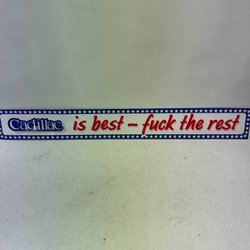 Cadillac is best – fuck the rest